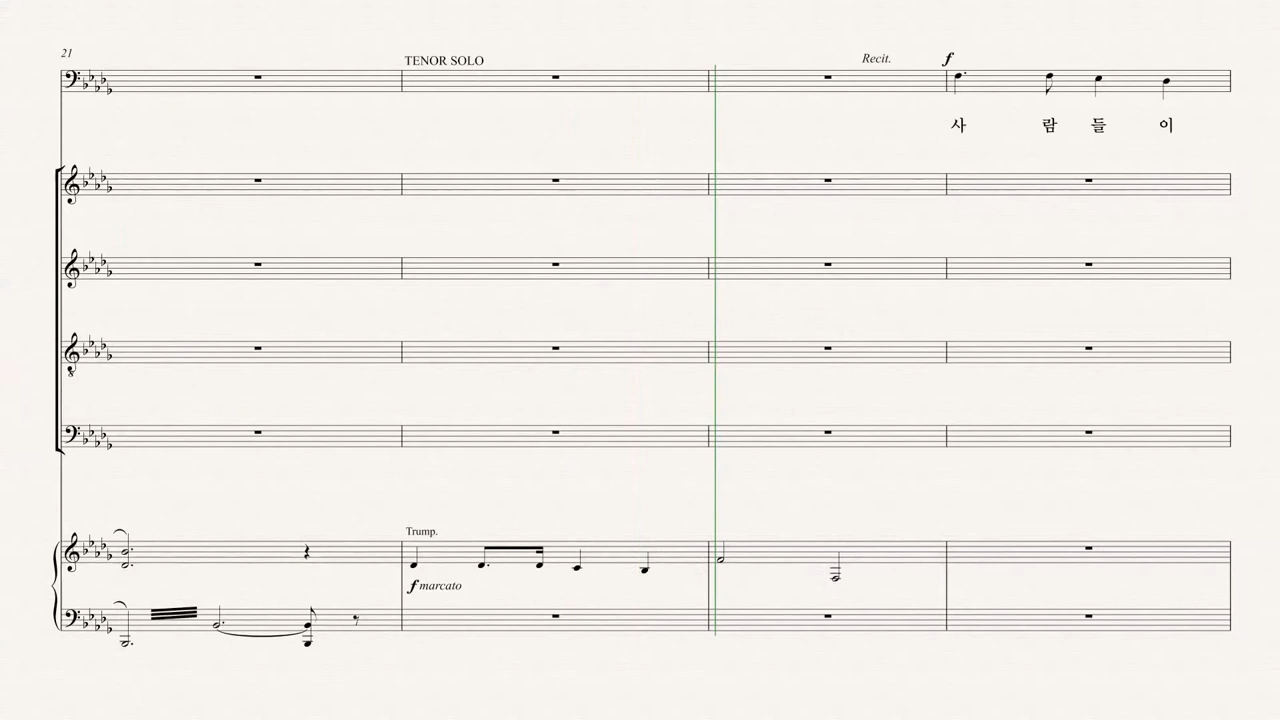 21
TENOR SOLO
Recit.
f
사 람 들 이
Trump.
f marcato